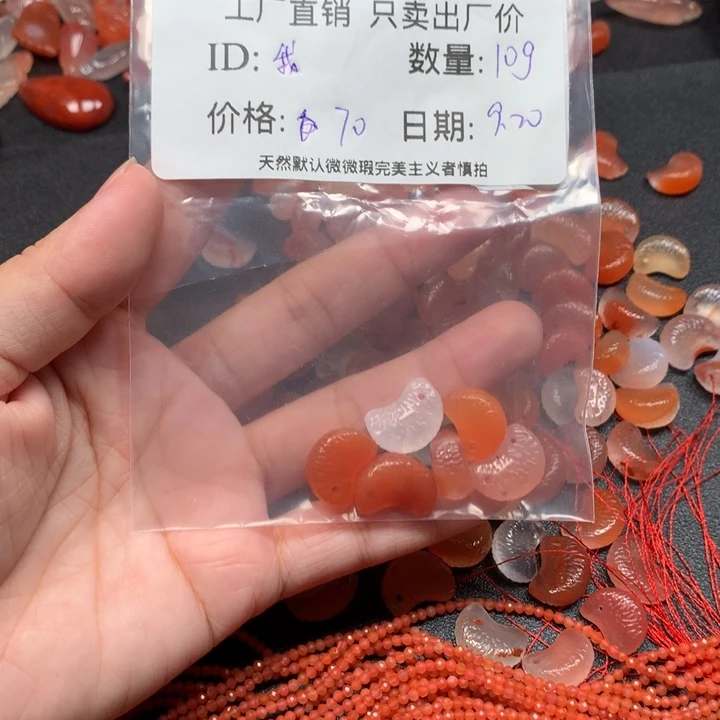 工厂直销 只卖出厂价
ID: 数量: 109
价格: 70 日期: 9.20
天然默认微微瑕完美主义者慎拍